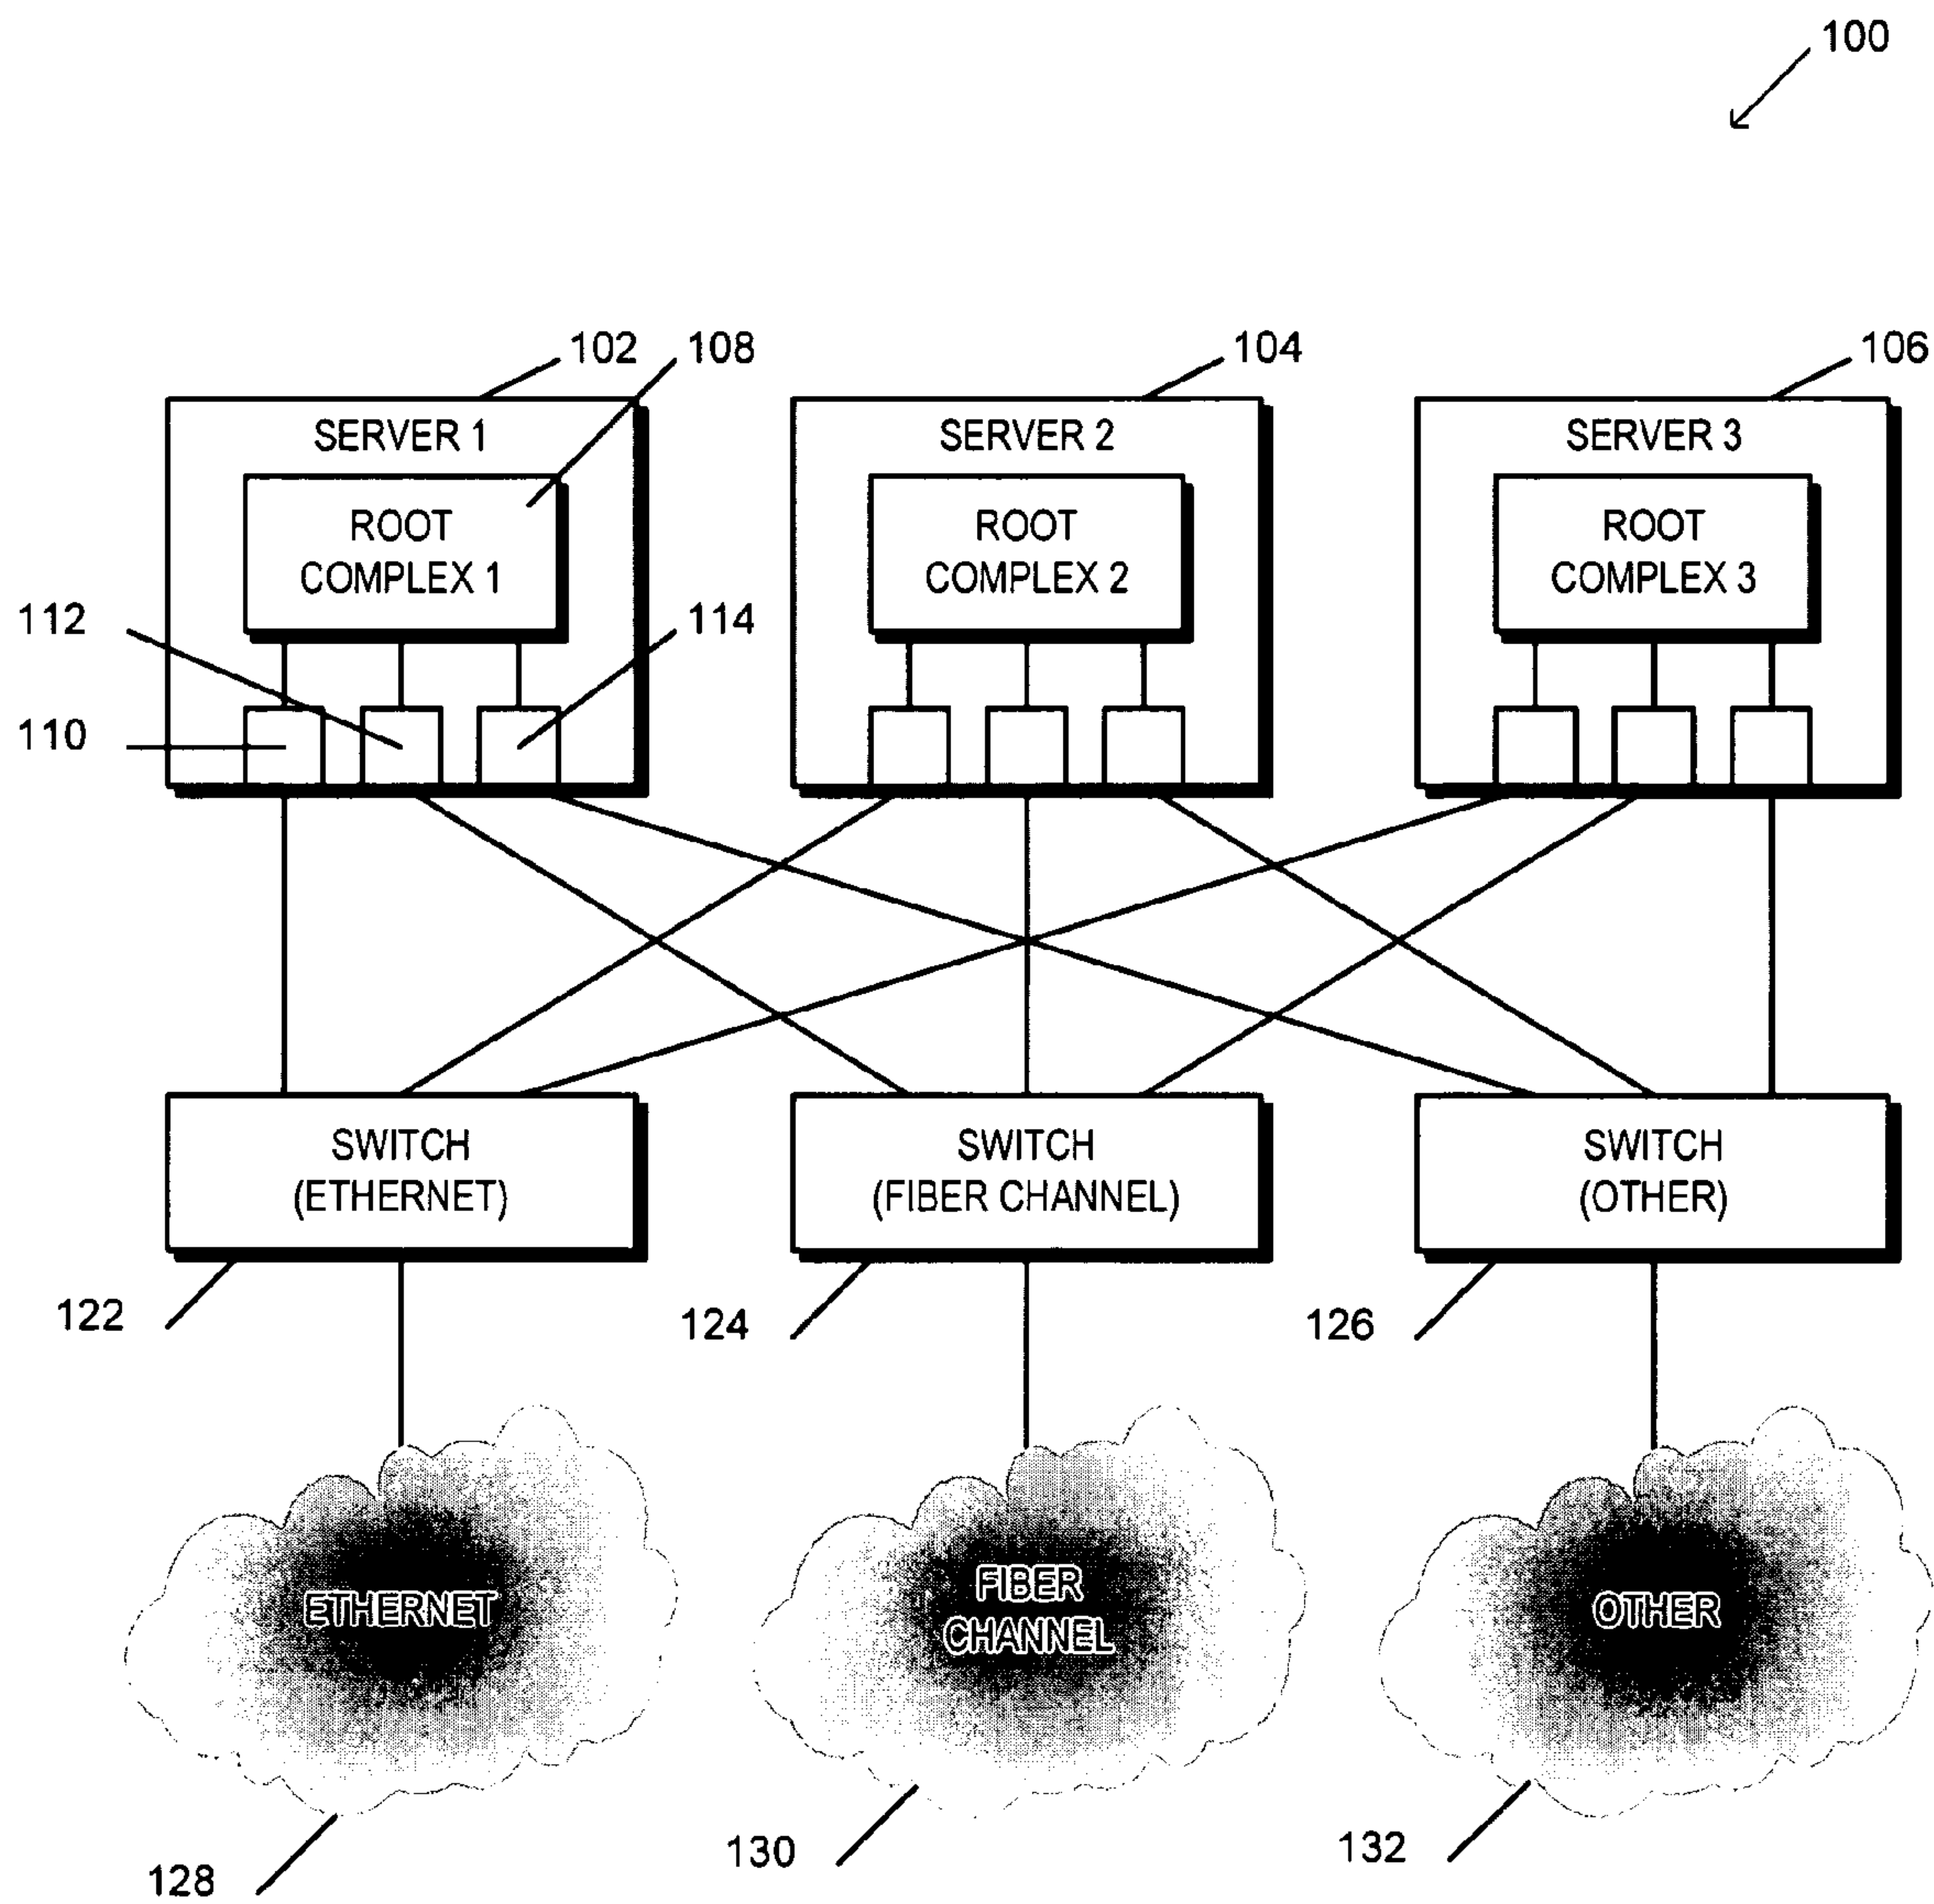 100
102
108
104
106
SERVER 1
SERVER 2
SERVER 3
ROOT
COMPLEX 1
ROOT
COMPLEX 2
ROOT
COMPLEX 3
112
114
110
SWITCH
(ETHERNET)
SWITCH
(FIBER CHANNEL)
SWITCH
(OTHER)
122
124
126
ETHERNET
FIBER
CHANNEL
OTHER
128
130
132